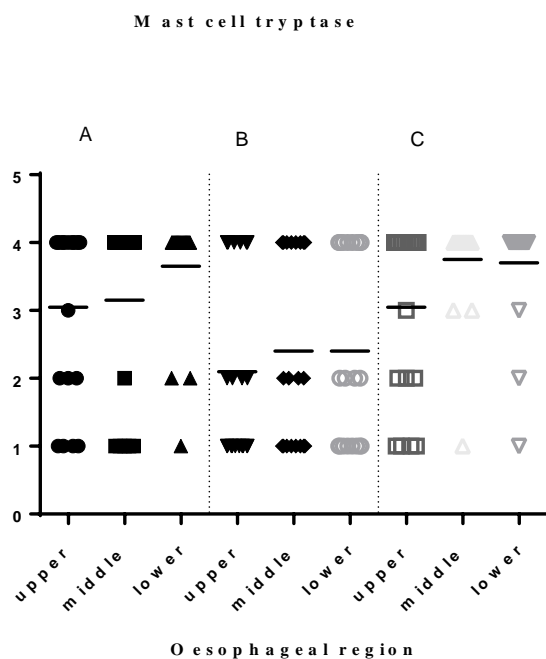 Mast cell tryptase
A B C
5
4
3
2
1
0
upper middle lower upper middle lower upper middle lower
Oesophageal region